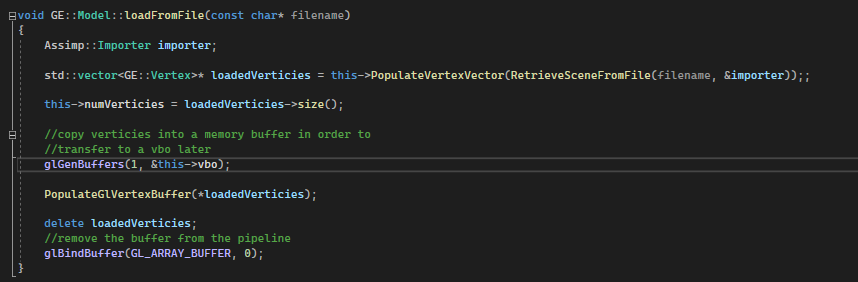 void GE::Model::loadFromFile(const char* filename)
{
Assimp::Importer importer;
std::vector<GE::Vertex>* loadedVerticies = this->PopulateVertexVector(RetrieveSceneFromFile(filename, &importer));;
this->numVerticies = loadedVerticies->size();
//copy verticies into a memory buffer in order to
//transfer to a vbo later
glGenBuffers(1, &this->vbo);
PopulateGlVertexBuffer(*loadedVerticies);
delete loadedVerticies;
//remove the buffer from the pipeline
glBindBuffer(GL_ARRAY_BUFFER, 0);
}